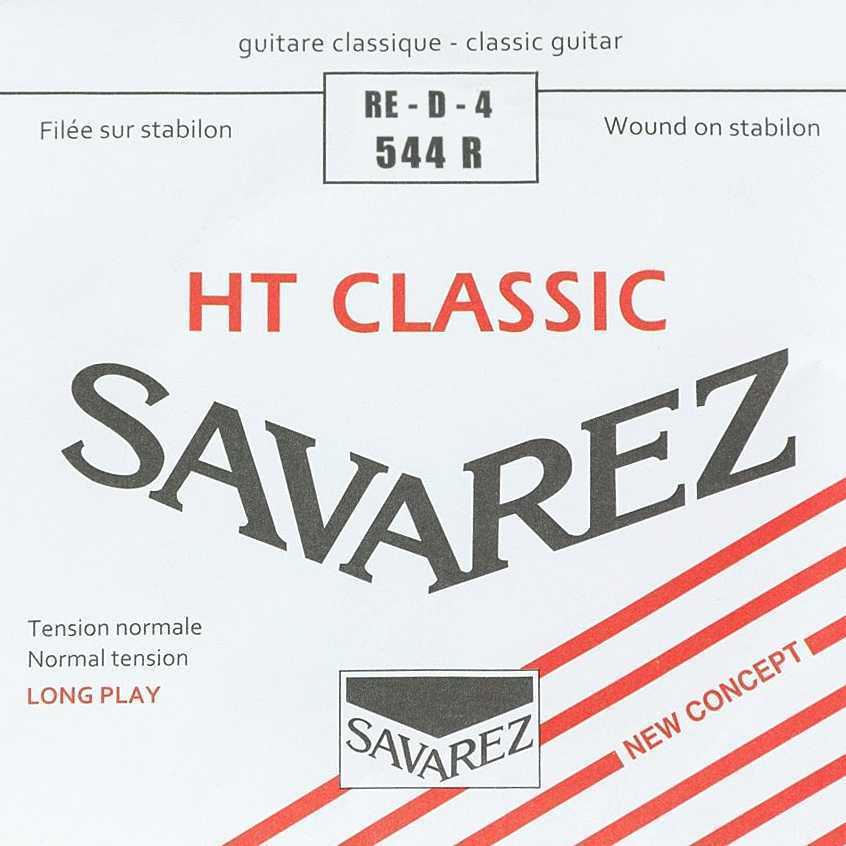 guitare classique - classic guitar
RE - D - 4
544 R
Filée sur stabilon
Wound on stabilon
HT CLASSIC
SAVAREZ
Tension normale
Normal tension
LONG PLAY
SAVAREZ
NEW CONCEPT